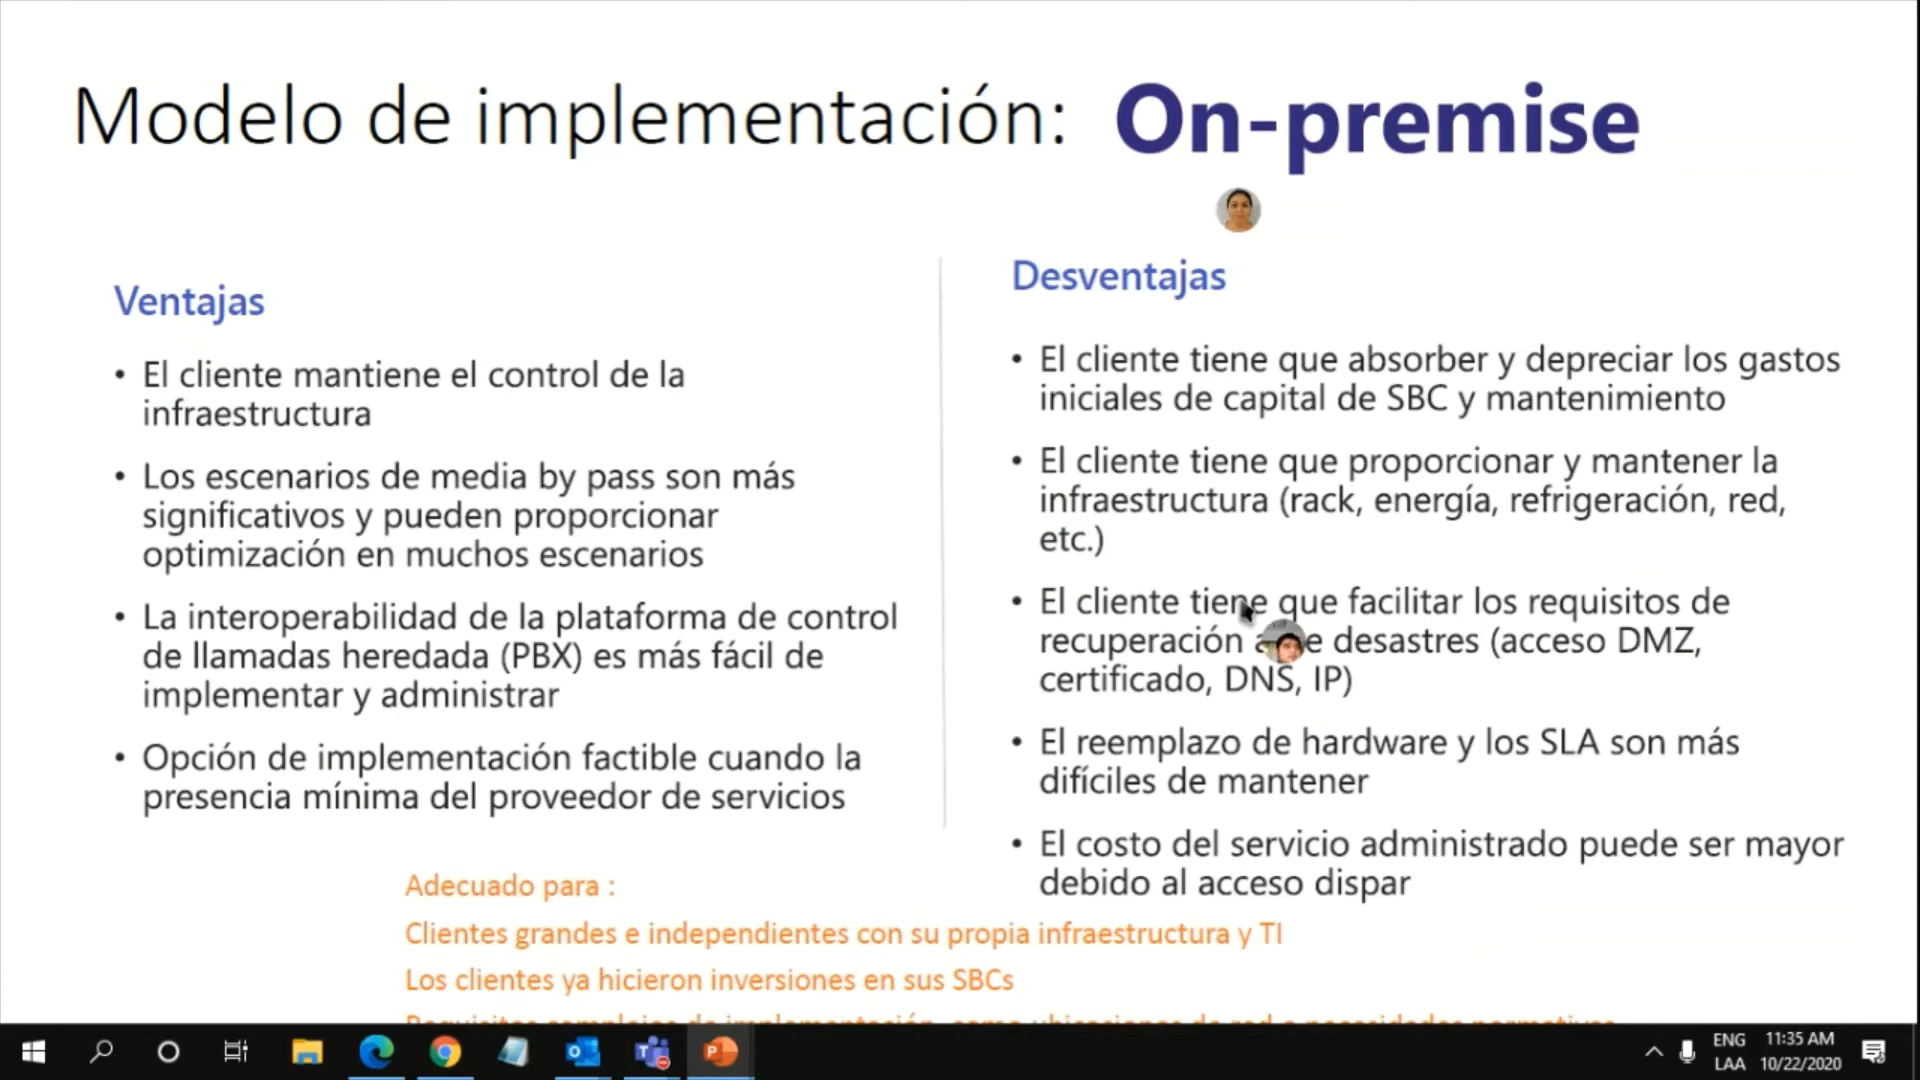 Modelo de implementación: On-premise
Ventajas
• El cliente mantiene el control de la
infraestructura
• Los escenarios de media by pass son más
significativos y pueden proporcionar
optimización en muchos escenarios
• La interoperabilidad de la plataforma de control
de llamadas heredada (PBX) es más fácil de
implementar y administrar
• Opción de implementación factible cuando la
presencia mínima del proveedor de servicios
Desventajas
• El cliente tiene que absorber y depreciar los gastos
iniciales de capital de SBC y mantenimiento
• El cliente tiene que proporcionar y mantener la
infraestructura (rack, energía, refrigeración, red,
etc.)
• El cliente tiene que facilitar los requisitos de
recuperación desastres (acceso DMZ,
certificado, DNS, IP)
• El reemplazo de hardware y los SLA son más
difíciles de mantener
• El costo del servicio administrado puede ser mayor
debido al acceso dispar
Adecuado para :
Clientes grandes e independientes con su propia infraestructura y TI
Los clientes ya hicieron inversiones en sus SBCs
ENG 11:35 AM
LAA 10/22/2020